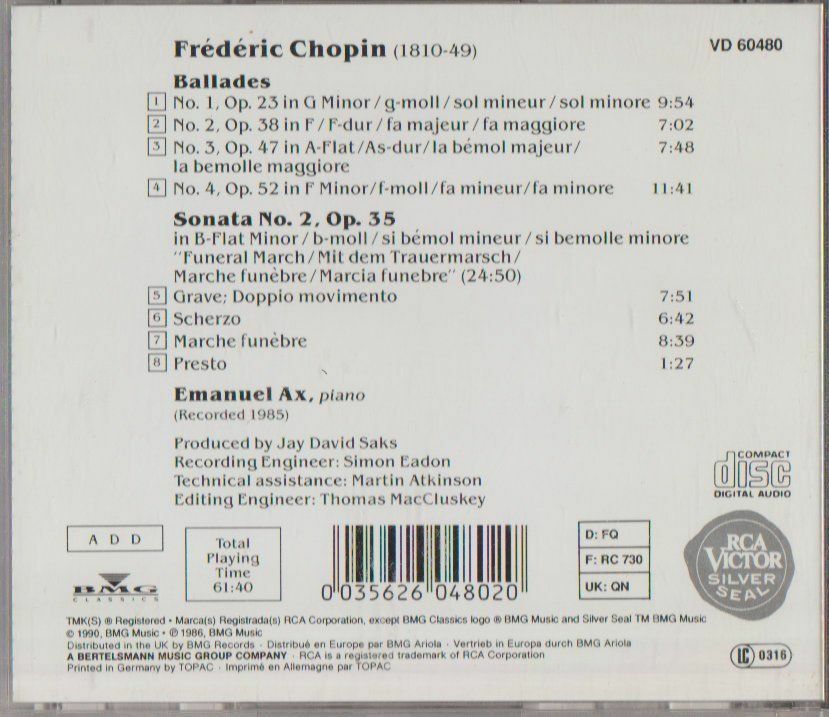 Frédéric Chopin (1810-49)
VD 60480
Ballades
1 No. 1, Op. 23 in G Minor / g-moll / sol mineur / sol minore 9:54
2 No. 2, Op. 38 in F / F-dur / fa majeur / fa maggiore 7:02
3 No. 3, Op. 47 in A-Flat / As-dur / la bémol majeur / 7:48
la bemolle maggiore
4 No. 4, Op. 52 in F Minor / f-moll / fa mineur / fa minore 11:41
Sonata No. 2, Op. 35
in B-Flat Minor / b-moll / si bémol mineur / si bemolle minore
"Funeral March / Mit dem Trauermarsch /
Marche funèbre / Marcia funebre" (24:50)
5 Grave; Doppio movimento 7:51
6 Scherzo 6:42
7 Marche funèbre 8:39
8 Presto 1:27
Emanuel Ax, piano
(Recorded 1985)
Produced by Jay David Saks
Recording Engineer: Simon Eadon
Technical assistance: Martin Atkinson
Editing Engineer: Thomas MacCluskey
COMPACT
disc
DIGITAL AUDIO
A D D
BMG
CLASSICS
Total
Playing
Time
61:40
0 035626 048020
D: FQ
F: RC 730
UK: QN
RCA
VICTOR
SILVER
SEAL
TMK(S) ® Registered • Marca(s) Registrada(s) RCA Corporation, except BMG Classics logo ® BMG Music and Silver Seal TM BMG Music
© 1990, BMG Music • ℗ 1986, BMG Music
Distributed in the UK by BMG Records · Distribué en Europe par BMG Ariola · Vertrieb in Europa durch BMG Ariola
A BERTELSMANN MUSIC GROUP COMPANY · RCA is a registered trademark of RCA Corporation
Printed in Germany by TOPAC · Imprimé en Allemagne par TOPAC
LC 0316